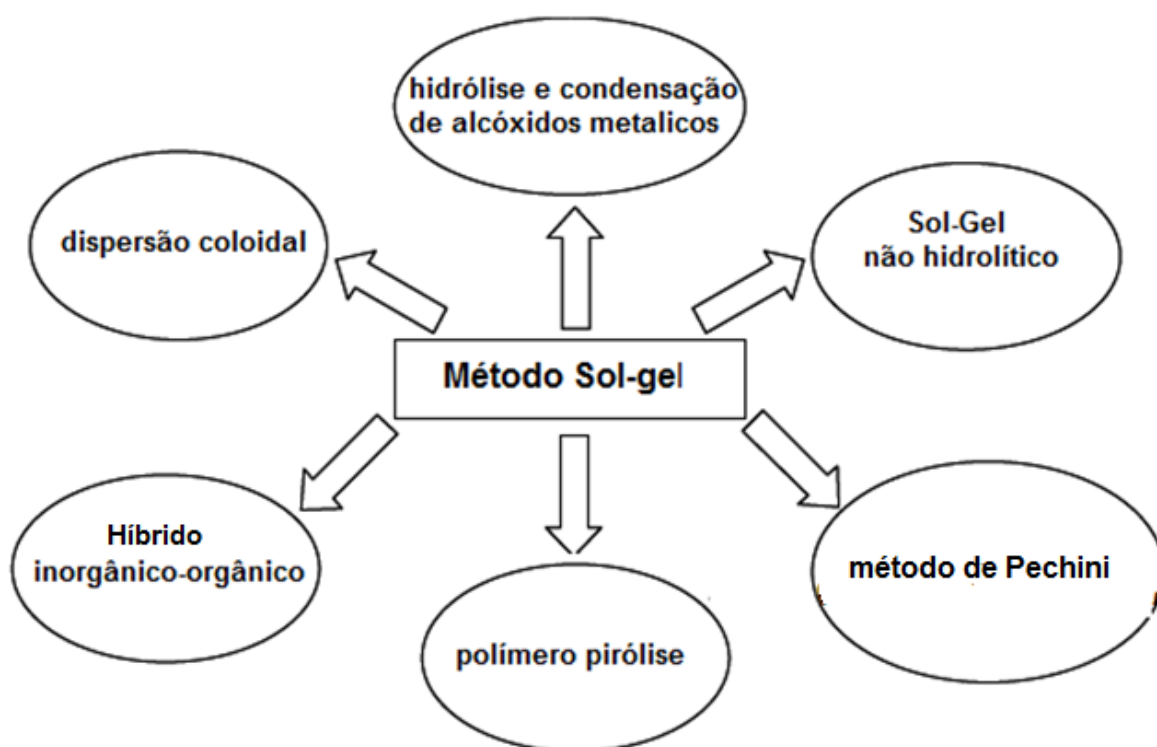 hidrólise e condensação
de alcóxidos metalicos
dispersão coloidal
Sol-Gel
não hidrolítico
Método Sol-gel
Híbrido
inorgânico-orgânico
método de Pechini
polímero pirólise